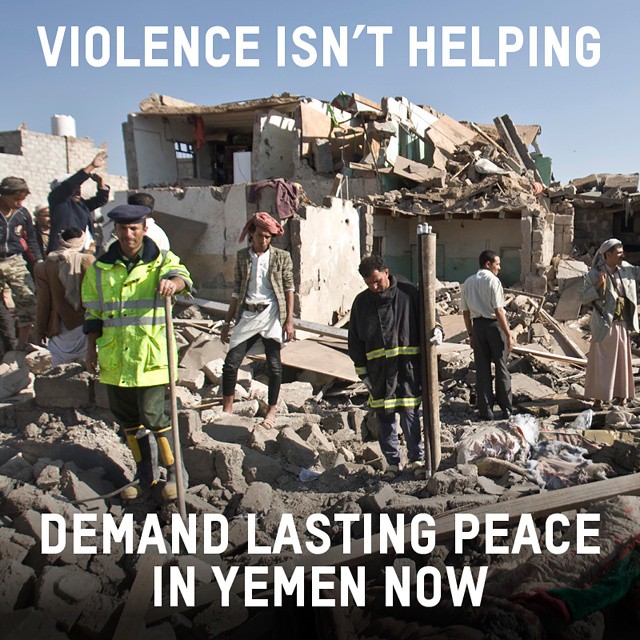 VIOLENCE ISN'T HELPING
DEMAND LASTING PEACE
IN YEMEN NOW